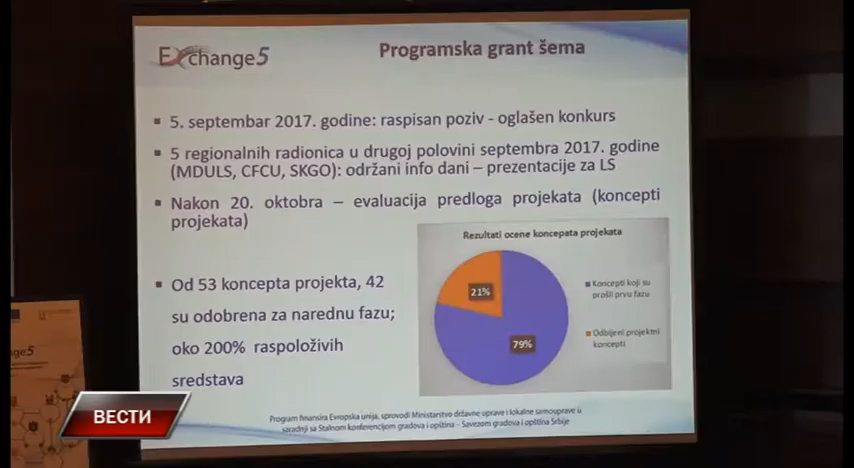 Exchange 5
Programska grant šema
5. septembar 2017. godine: raspisan poziv - oglašen konkurs
5 regionalnih radionica u drugoj polovini septembra 2017. godine
(MDULS, CFCU, SKGO): održani info dani – prezentacije za LS
Nakon 20. oktobra – evaluacija predloga projekata (koncepti
projekata)
Rezultati ocene koncepata projekata
Od 53 koncepta projekta, 42
su odobrena za narednu fazu;
oko 200% raspoloživih
sredstava
21%
79%
Koncepti koji su
prošli prvu fazu
Odbijeni projektni
koncepti
Program finansira Evropska unija, sprovodi Ministarstvo državne uprave i lokalne samouprave u
saradnji sa Stalnom konferencijom gradova i opština – Savezom gradova i opština Srbije
nge5
ВЕСТИ